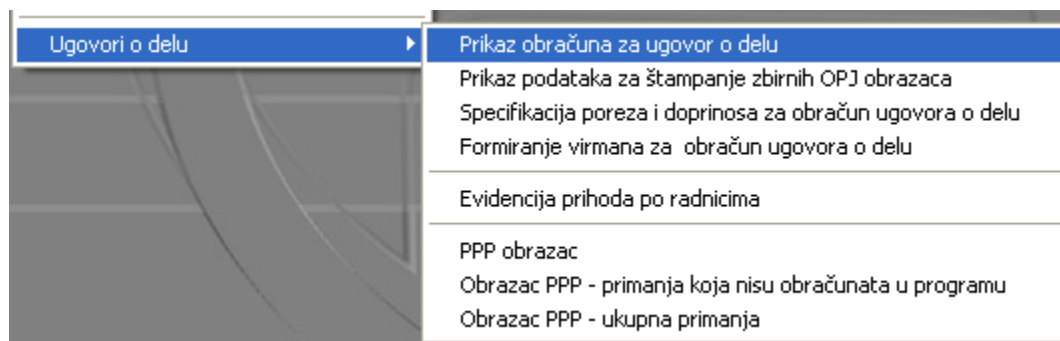 Ugovori o delu
Prikaz obračuna za ugovor o delu
Prikaz podataka za štampanje zbirnih OPJ obrazaca
Specifikacija poreza i doprinosa za obračun ugovora o delu
Formiranje virmana za  obračun ugovora o delu
Evidencija prihoda po radnicima
PPP obrazac
Obrazac PPP - primanja koja nisu obračunata u programu
Obrazac PPP - ukupna primanja